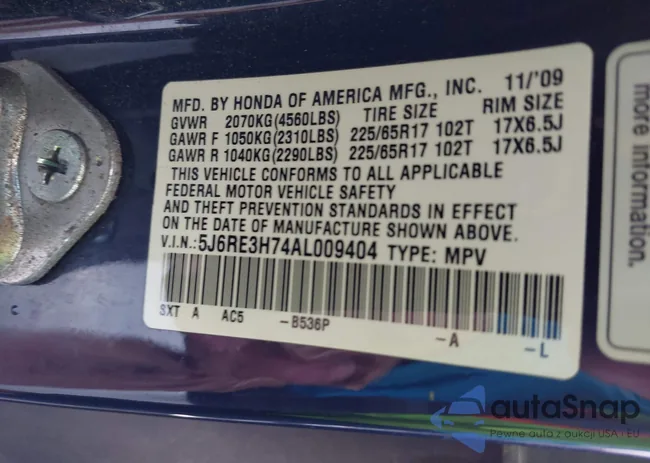 MFD. BY HONDA OF AMERICA MFG., INC. 11/'09
GVWR 2070KG(4560LBS) TIRE SIZE RIM SIZE
GAWR F 1050KG(2310LBS) 225/65R17 102T 17X6.5J
GAWR R 1040KG(2290LBS) 225/65R17 102T 17X6.5J
THIS VEHICLE CONFORMS TO ALL APPLICABLE
FEDERAL MOTOR VEHICLE SAFETY
AND THEFT PREVENTION STANDARDS IN EFFECT
ON THE DATE OF MANUFACTURE SHOWN ABOVE.
V.I.N.:5J6RE3H74AL009404 TYPE: MPV
SXT A AC5 -B536P -A -L
more information.
autaSnap
Pewne auta z aukcji USA i EU